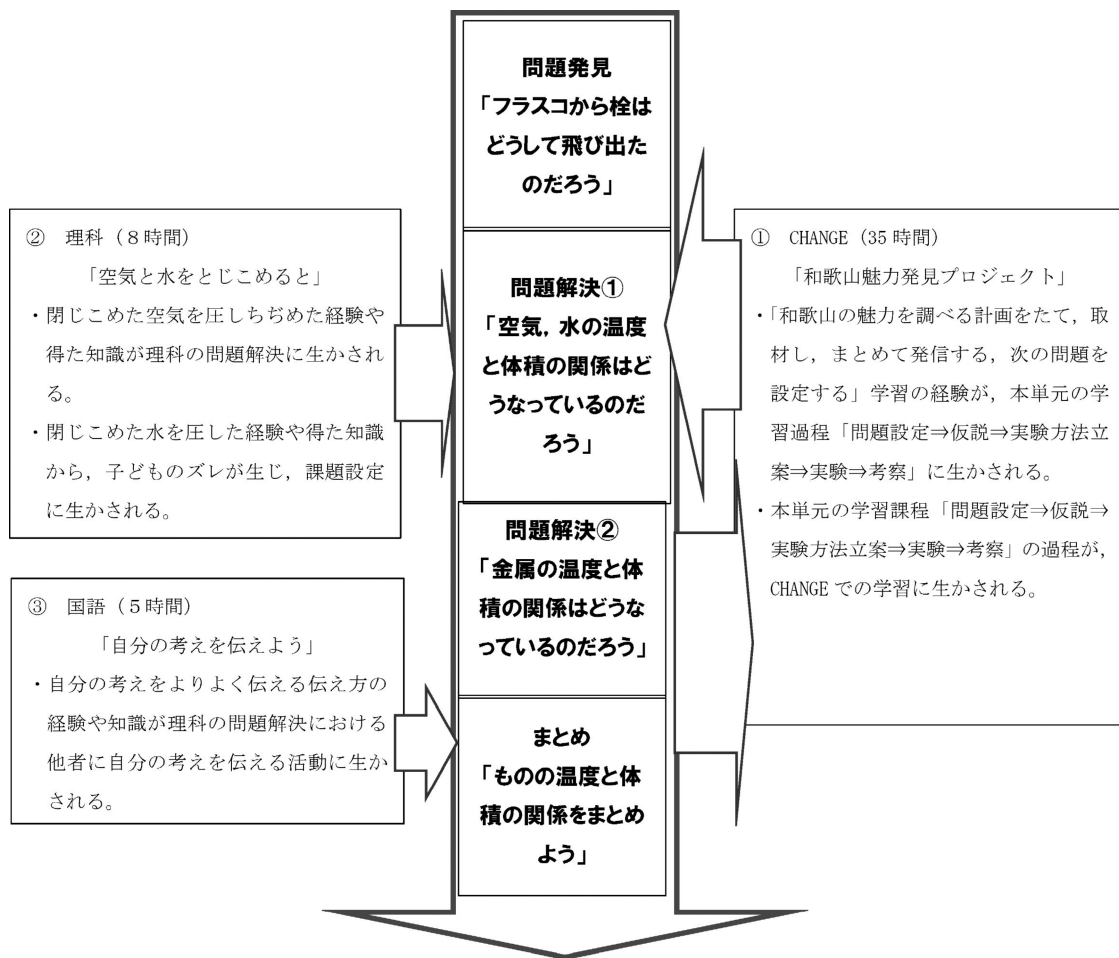 問題発見
「フラスコから栓は
どうして飛び出た
のだろう」
問題解決①
「空気，水の温度
と体積の関係はど
うなっているのだ
ろう」
問題解決②
「金属の温度と体
積の関係はどうな
っているのだろう」
まとめ
「ものの温度と体
積の関係をまとめ
よう」
① CHANGE（35時間）
「和歌山魅力発見プロジェクト」
・「和歌山の魅力を調べる計画をたて，取
材し，まとめて発信する，次の問題を
設定する」学習の経験が，本単元の学
習過程「問題設定⇒仮説⇒実験方法立
案⇒実験⇒考察」に生かされる。
・本単元の学習課程「問題設定⇒仮説⇒
実験方法立案⇒実験⇒考察」の過程が，
CHANGEでの学習に生かされる。
② 理科（８時間）
「空気と水をとじこめると」
・閉じこめた空気を圧しちぢめた経験や
得た知識が理科の問題解決に生かされ
る。
・閉じこめた水を圧した経験や得た知識
から，子どものズレが生じ，課題設定
に生かされる。
③ 国語（５時間）
「自分の考えを伝えよう」
・自分の考えをよりよく伝える伝え方の
経験や知識が理科の問題解決における
他者に自分の考えを伝える活動に生か
される。